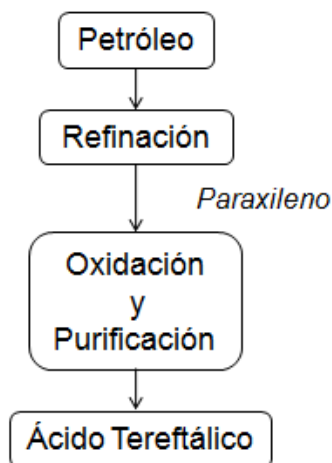 Petróleo
Refinación
Paraxileno
Oxidación
y
Purificación
Ácido Tereftálico